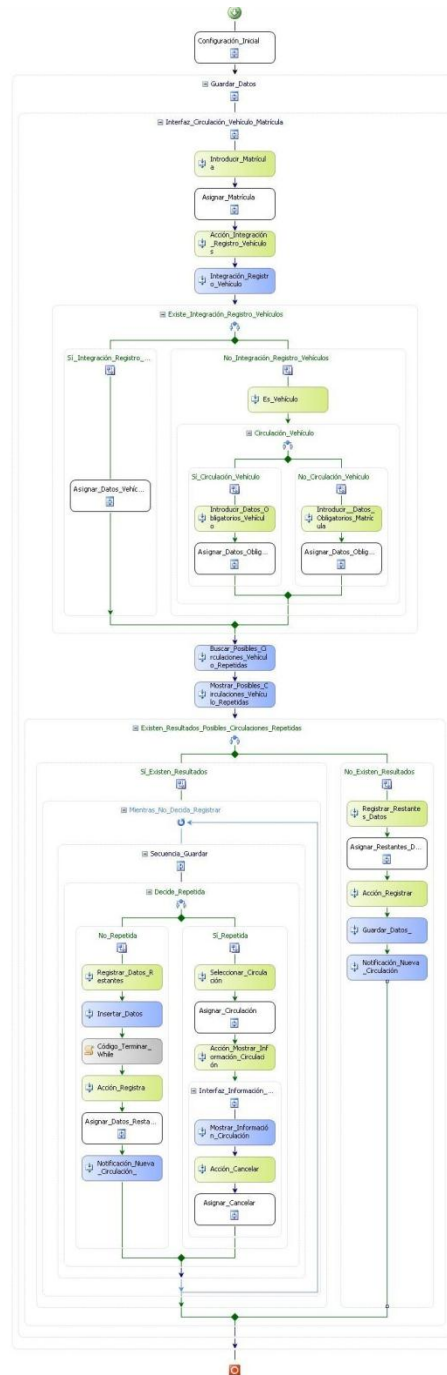 Configuración_Inicial
Guardar_Datos
Interfaz_Circulación_Vehículo_Matrícula
Introducir_Matrícul
a
Asignar_Matrícula
Acción_Integración
_Registro_Vehículo
s
Integración_Registr
o_Vehículo
Existe_Integración_Registro_Vehículos
Sí_Integración_Registro_...
No_Integración_Registro_Vehículos
Es_Vehículo
Circulación_Vehículo
Sí_Circulación_Vehículo
No_Circulación_Vehículo
Introducir_Datos_O
bligatorios_Vehícul
o
Introducir__Datos_
Obligatorios_Matríc
ula
Asignar_Datos_Vehíc...
Asignar_Datos_Oblig...
Asignar_Datos_Oblig...
Buscar_Posibles_Ci
rculaciones_Vehícul
o_Repetidas
Mostrar_Posibles_C
irculaciones_Vehícu
lo_Repetidas
Existen_Resultados_Posibles_Circulaciones_Repetidas
Sí_Existen_Resultados
No_Existen_Resultados
Mientras_No_Decida_Registrar
Registrar_Restante
s_Datos
Secuencia_Guardar
Asignar_Restantes_D...
Decide_Repetida
Acción_Registrar
No_Repetida
Sí_Repetida
Guardar_Datos_
Registrar_Datos_R
estantes
Seleccionar_Circula
ción
Notificación_Nueva
_Circulación
Insertar_Datos
Asignar_Circulación
Código_Terminar_
While
Acción_Mostrar_Inf
ormación_Circulaci
ón
Acción_Registra
Interfaz_Información_...
Asignar_Datos_Resta...
Mostrar_Informació
n_Circulación
Notificación_Nueva
_Circulación_
Acción_Cancelar
Asignar_Cancelar